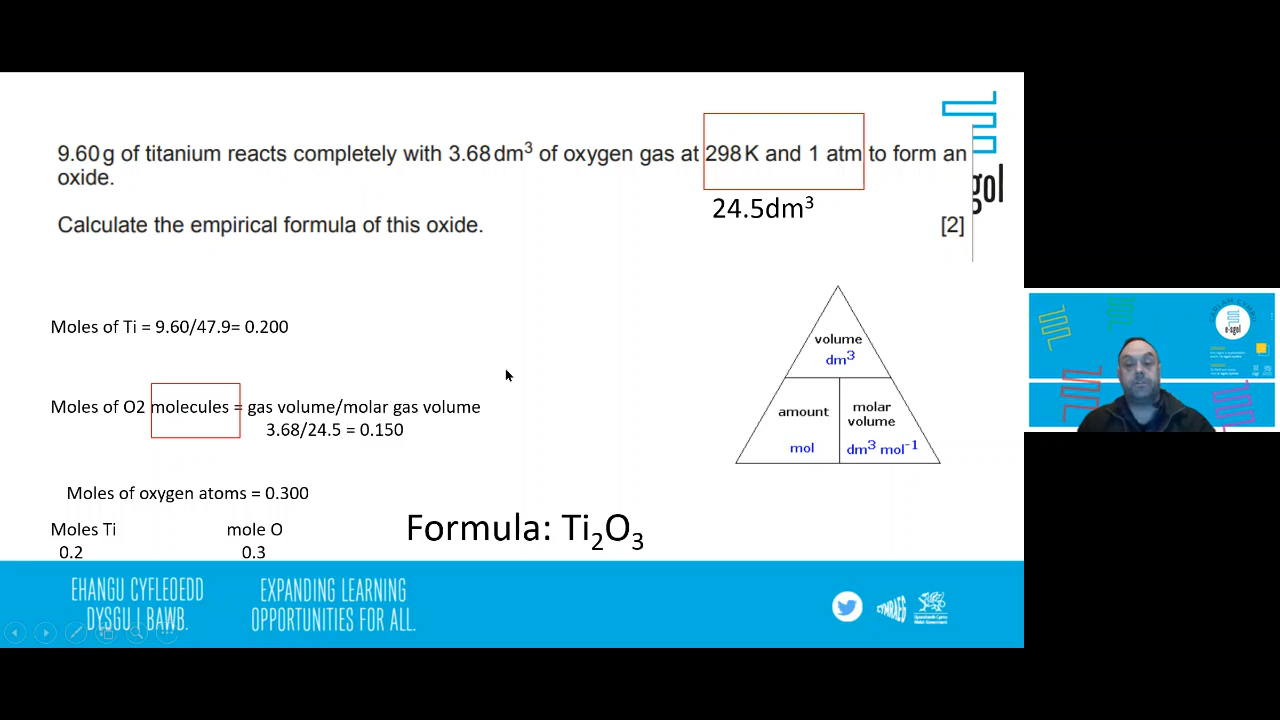 9.60 g of titanium reacts completely with 3.68 dm³ of oxygen gas at 298 K and 1 atm to form an
oxide.
24.5dm³
Calculate the empirical formula of this oxide. [2]
gol
Moles of Ti = 9.60/47.9= 0.200
Moles of O2 molecules = gas volume/molar gas volume
3.68/24.5 = 0.150
Moles of oxygen atoms = 0.300
Moles Ti mole O
0.2 0.3
Formula: Ti₂O₃
volume
dm³
amount
mol
molar
volume
dm³ mol⁻¹
EHANGU CYFLEOEDD
DYSGU I BAWB.
EXPANDING LEARNING
OPPORTUNITIES FOR ALL.
CYMRAEG
e-sgol